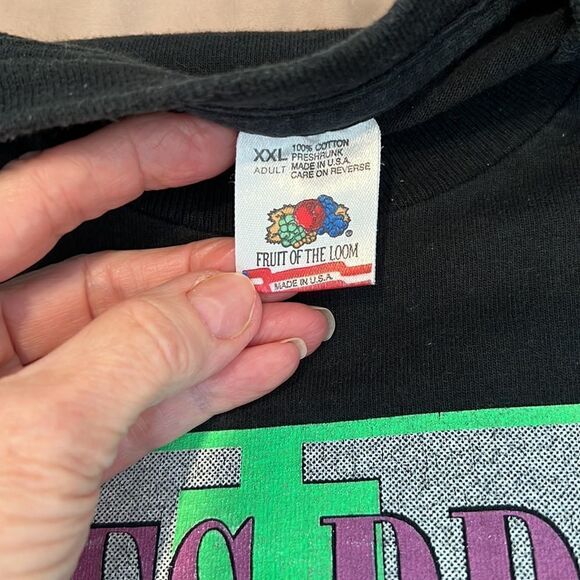 XXL 100% COTTON
ADULT PRESHRUNK
MADE IN U.S.A.
CARE ON REVERSE
®
FRUIT OF THE LOOM
MADE IN U.S.A.